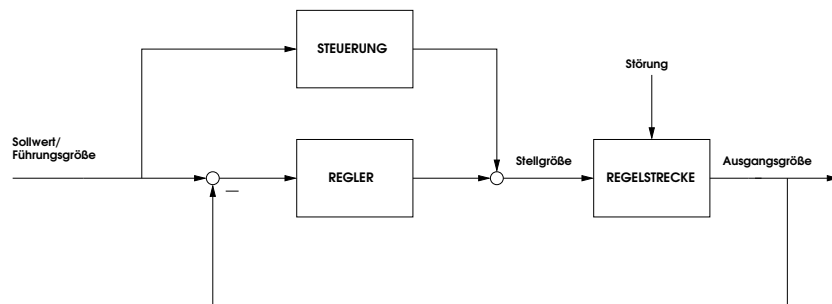 STEUERUNG
Störung
Sollwert/
Führungsgröße
REGLER
Stellgröße
REGELSTRECKE
Ausgangsgröße